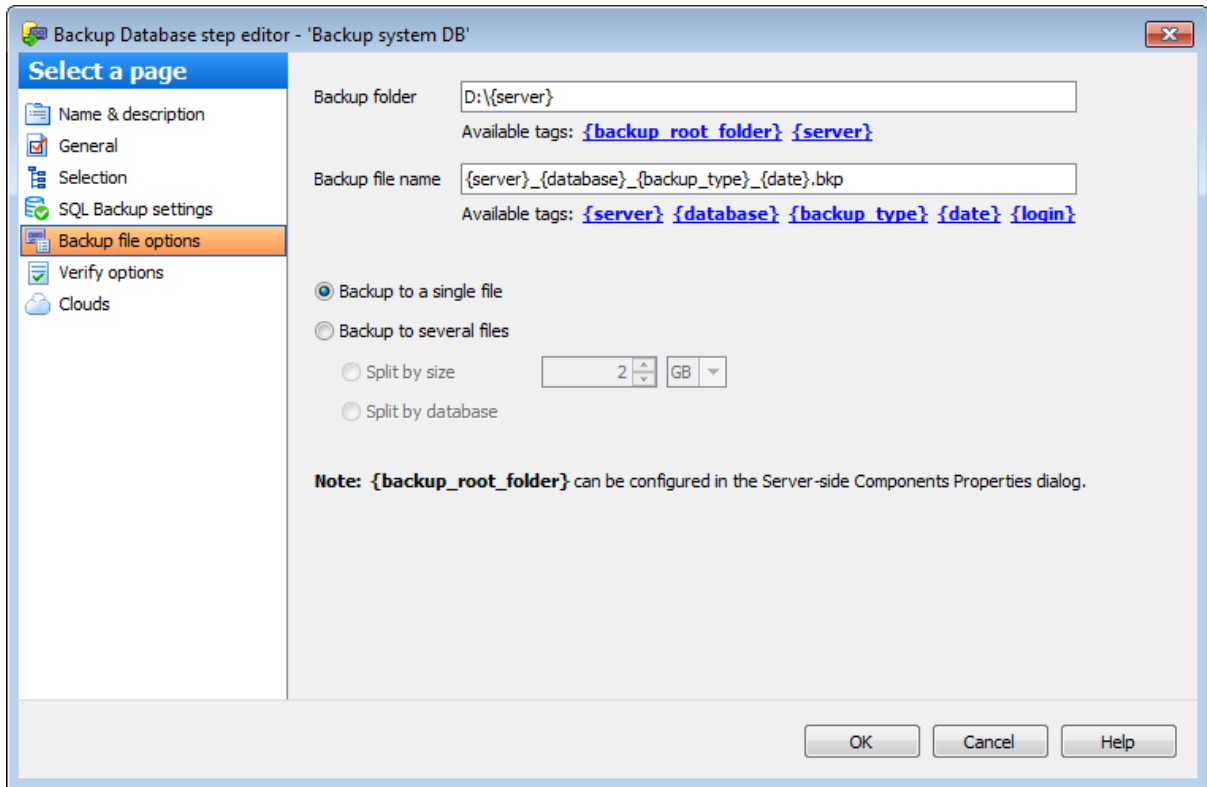 Backup Database step editor - 'Backup system DB'
Select a page
Name & description
General
Selection
SQL Backup settings
Backup file options
Verify options
Clouds
Backup folder D:\{server}
Available tags: {backup_root_folder} {server}
Backup file name {server}_{database}_{backup_type}_{date}.bkp
Available tags: {server} {database} {backup_type} {date} {login}
Backup to a single file
Backup to several files
Split by size 2 GB
Split by database
Note: {backup_root_folder} can be configured in the Server-side Components Properties dialog.
OK Cancel Help